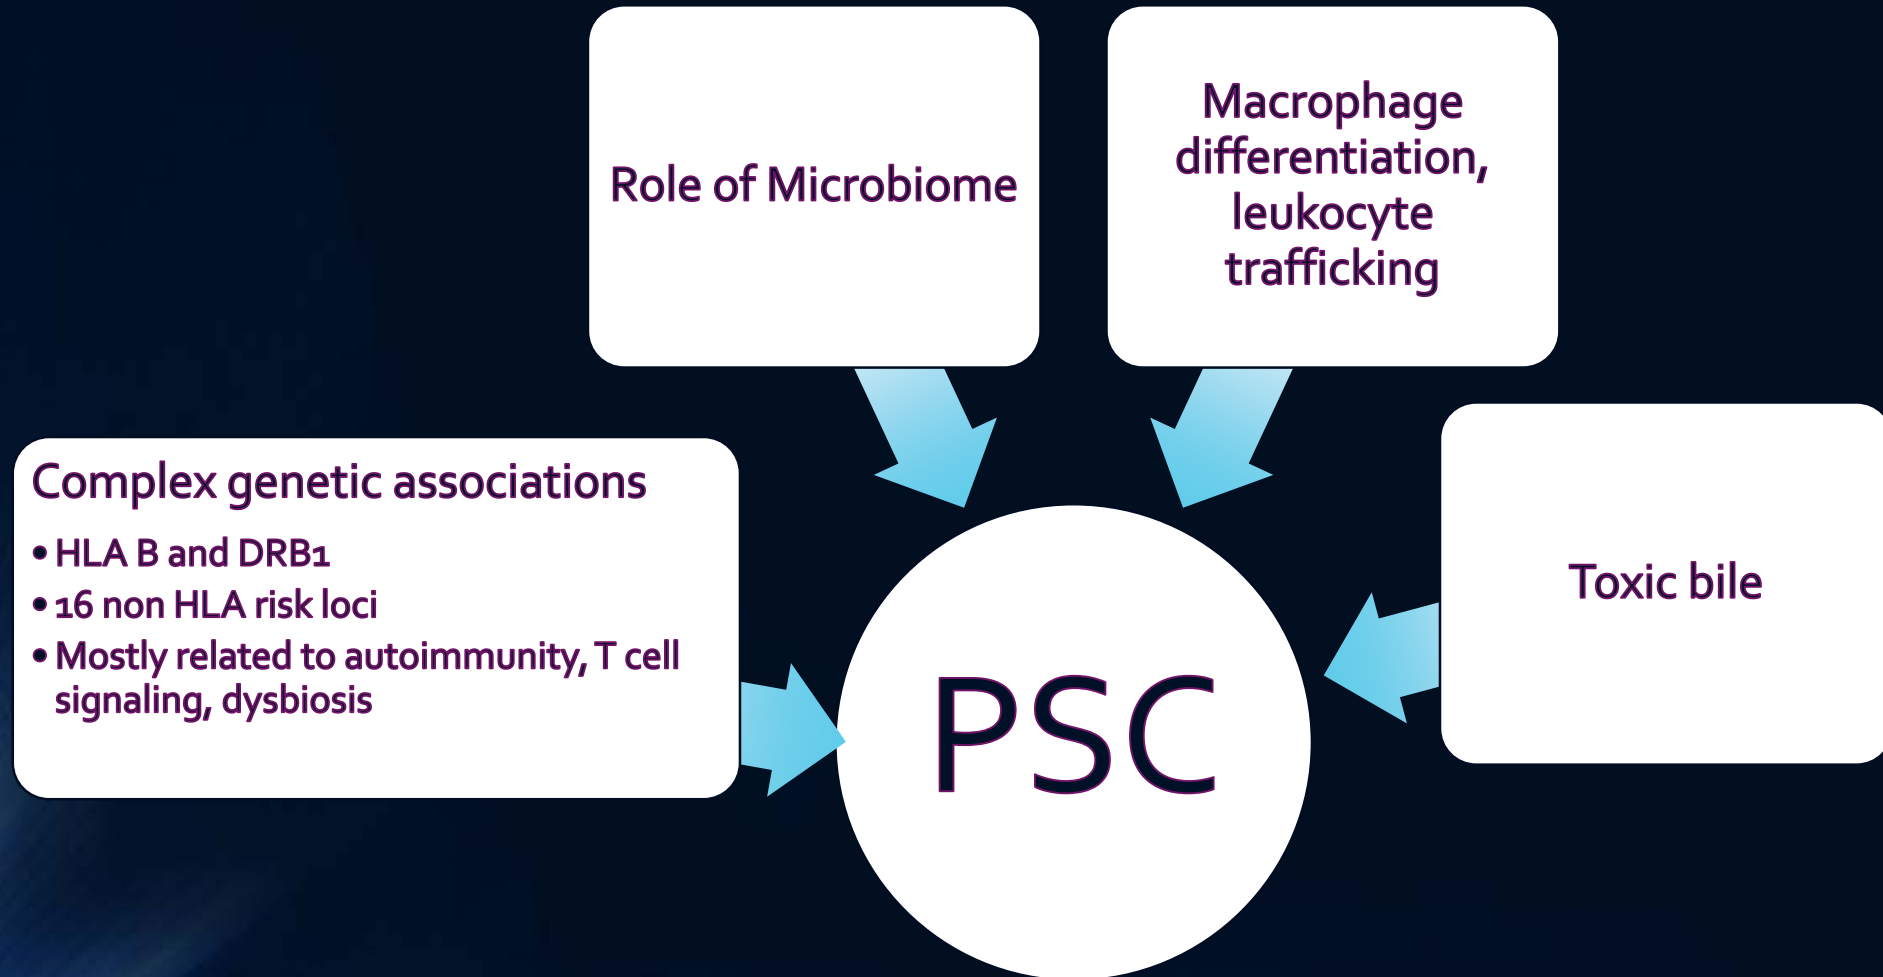 Role of Microbiome
Macrophage
differentiation,
leukocyte
trafficking
Complex genetic associations
• HLA B and DRB1
• 16 non HLA risk loci
• Mostly related to autoimmunity, T cell
signaling, dysbiosis
Toxic bile
PSC